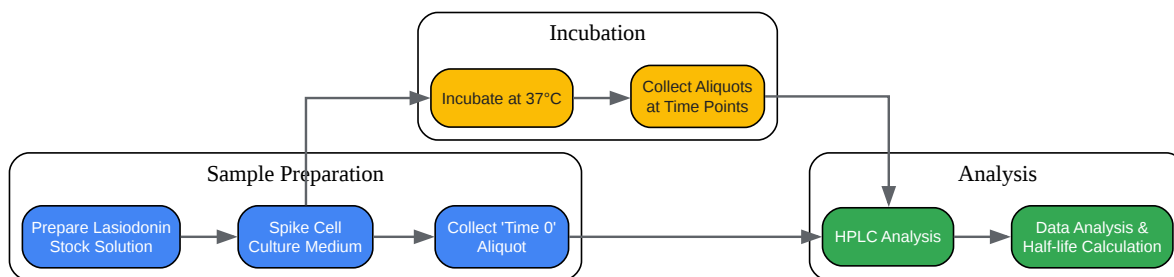 Incubation
Incubate at 37°C
Collect Aliquots
at Time Points
Sample Preparation
Prepare Lasiodonin
Stock Solution
Spike Cell
Culture Medium
Collect 'Time 0'
Aliquot
Analysis
HPLC Analysis
Data Analysis &
Half-life Calculation